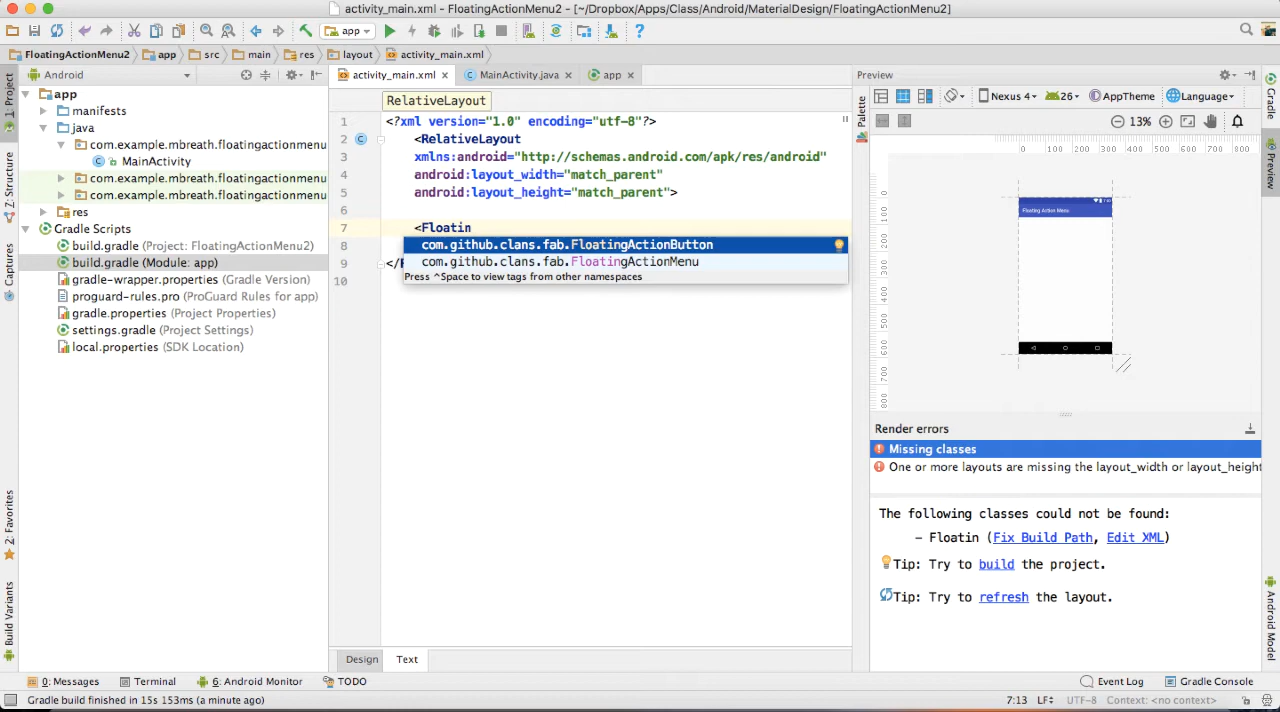 activity_main.xml - FloatingActionMenu2 - [~/Dropbox/Apps/Class/Android/MaterialDesign/FloatingActionMenu2]
app
FloatingActionMenu2 app src main res layout activity_main.xml
1: Project
Android
activity_main.xml MainActivity.java app
Preview
Gradle
app
manifests
java
com.example.mbreath.floatingactionmenu
MainActivity
com.example.mbreath.floatingactionmenu
com.example.mbreath.floatingactionmenu
res
Gradle Scripts
build.gradle (Project: FloatingActionMenu2)
build.gradle (Module: app)
gradle-wrapper.properties (Gradle Version)
proguard-rules.pro (ProGuard Rules for app)
gradle.properties (Project Properties)
settings.gradle (Project Settings)
local.properties (SDK Location)
Z: Structure
Captures
2: Favorites
Build Variants
RelativeLayout
1 <?xml version="1.0" encoding="utf-8"?>
2 <RelativeLayout
3 xmlns:android="http://schemas.android.com/apk/res/android"
4 android:layout_width="match_parent"
5 android:layout_height="match_parent">
6
7 <Floatin
8
9 </R
10
com.github.clans.fab.FloatingActionButton
com.github.clans.fab.FloatingActionMenu
Press ^Space to view tags from other namespaces
Design Text
Palette
Nexus 4 26 AppTheme Language
13%
0 100 200 300 400 500 600 700 800
0 100 200 300 400 500 600 700 800
Floating Action Menu
Preview
Android Model
Render errors
Missing classes
One or more layouts are missing the layout_width or layout_height
The following classes could not be found:
- Floatin (Fix Build Path, Edit XML)
Tip: Try to build the project.
Tip: Try to refresh the layout.
0: Messages Terminal 6: Android Monitor TODO Event Log Gradle Console
Gradle build finished in 15s 153ms (a minute ago) 7:13 LF UTF-8 Context: <no context>